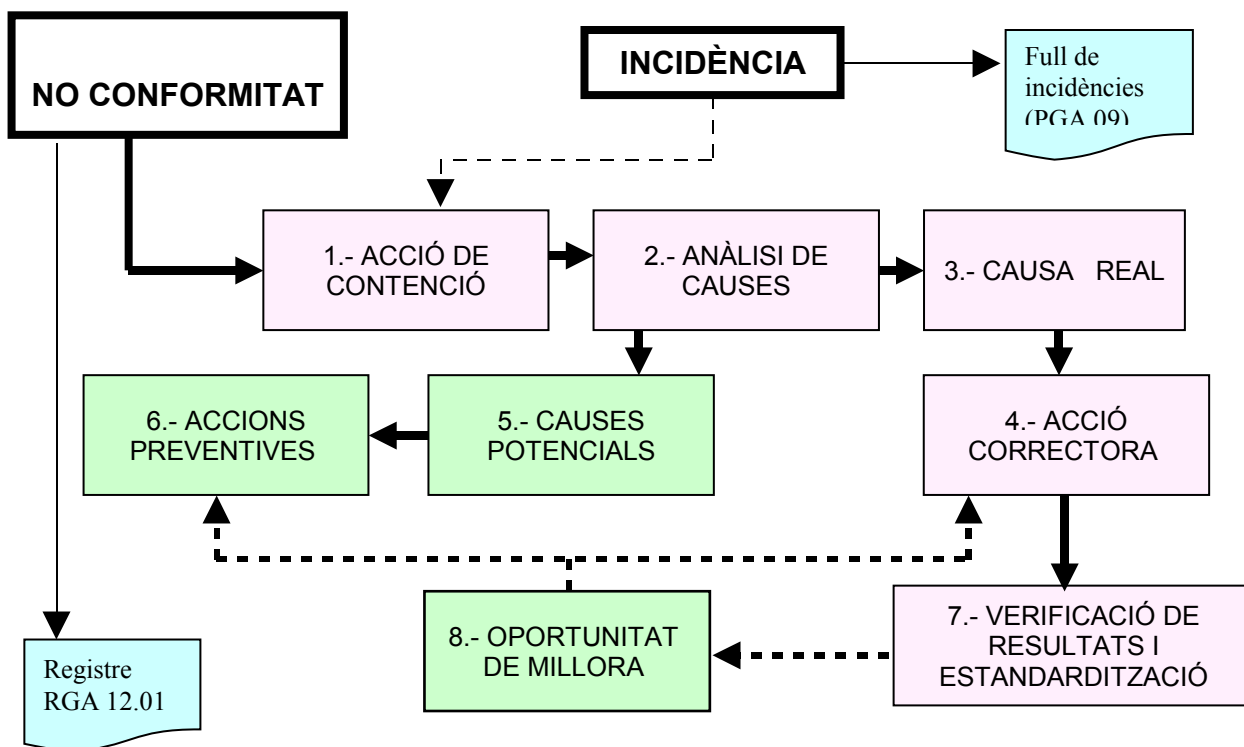 NO CONFORMITAT
INCIDÈNCIA
Full de
incidències
(PGA 09)
1.- ACCIÓ DE
CONTENCIÓ
2.- ANÀLISI DE
CAUSES
3.- CAUSA REAL
6.- ACCIONS
PREVENTIVES
5.- CAUSES
POTENCIALS
4.- ACCIÓ
CORRECTORA
8.- OPORTUNITAT
DE MILLORA
7.- VERIFICACIÓ DE
RESULTATS I
ESTANDARDITZACIÓ
Registre
RGA 12.01